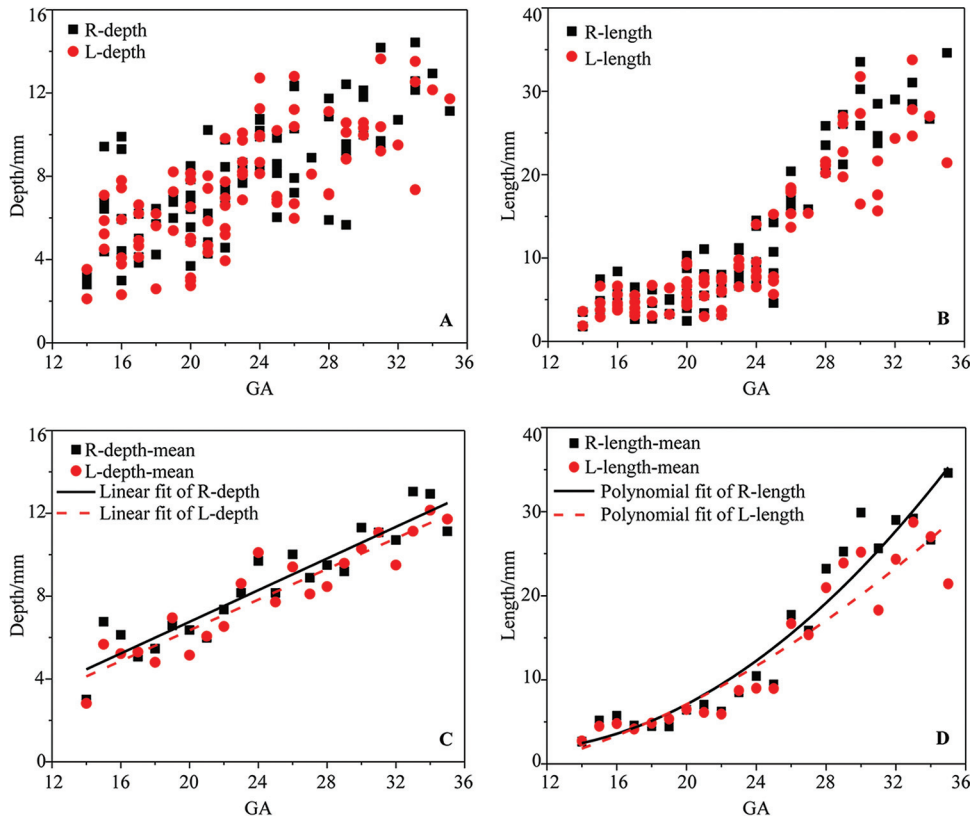 16
12
8
4
0
Depth/mm
R-depth
L-depth
A
12 16 20 24 28 32 36
GA
40
30
20
10
0
Length/mm
R-length
L-length
B
12 16 20 24 28 32 36
GA
16
12
8
4
0
Depth/mm
R-depth-mean
L-depth-mean
Linear fit of R-depth
Linear fit of L-depth
C
12 16 20 24 28 32 36
GA
40
30
20
10
0
Length/mm
R-length-mean
L-length-mean
Polynomial fit of R-length
Polynomial fit of L-length
D
12 16 20 24 28 32 36
GA